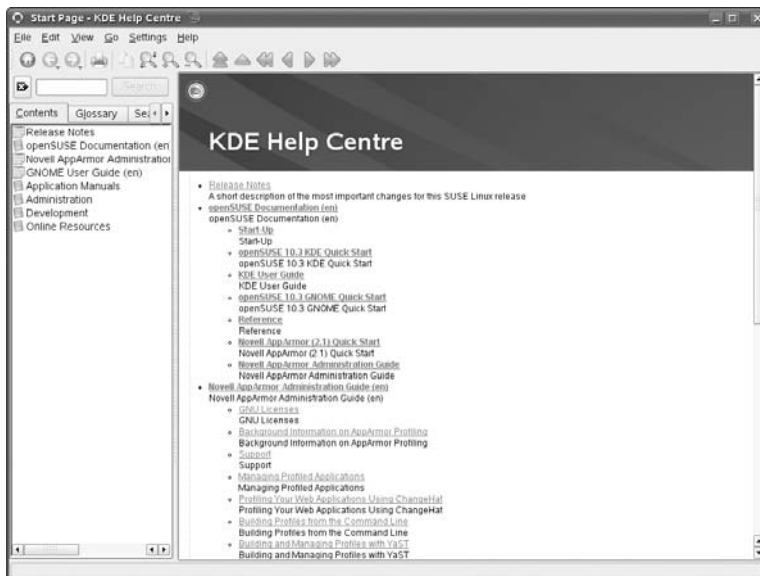 Start Page - KDE Help Centre
File Edit View Go Settings Help
Search
Contents Glossary Sea
Release Notes
openSUSE Documentation (en
Novell AppArmor Administration
GNOME User Guide (en)
Application Manuals
Administration
Development
Online Resources
KDE Help Centre
Release Notes
A short description of the most important changes for this SUSE Linux release
openSUSE Documentation (en)
openSUSE Documentation (en)
Start-Up
Start-Up
openSUSE 10.3 KDE Quick Start
openSUSE 10.3 KDE Quick Start
KDE User Guide
KDE User Guide
openSUSE 10.3 GNOME Quick Start
openSUSE 10.3 GNOME Quick Start
Reference
Reference
Novell AppArmor (2.1) Quick Start
Novell AppArmor (2.1) Quick Start
Novell AppArmor Administration Guide
Novell AppArmor Administration Guide
Novell AppArmor Administration Guide (en)
Novell AppArmor Administration Guide (en)
GNU Licenses
GNU Licenses
Background Information on AppArmor Profiling
Background Information on AppArmor Profiling
Support
Support
Managing Profiled Applications
Managing Profiled Applications
Profiling Your Web Applications Using ChangeHat
Profiling Your Web Applications Using ChangeHat
Building Profiles from the Command Line
Building Profiles from the Command Line
Building and Managing Profiles with YaST
Building and Managing Profiles with YaST